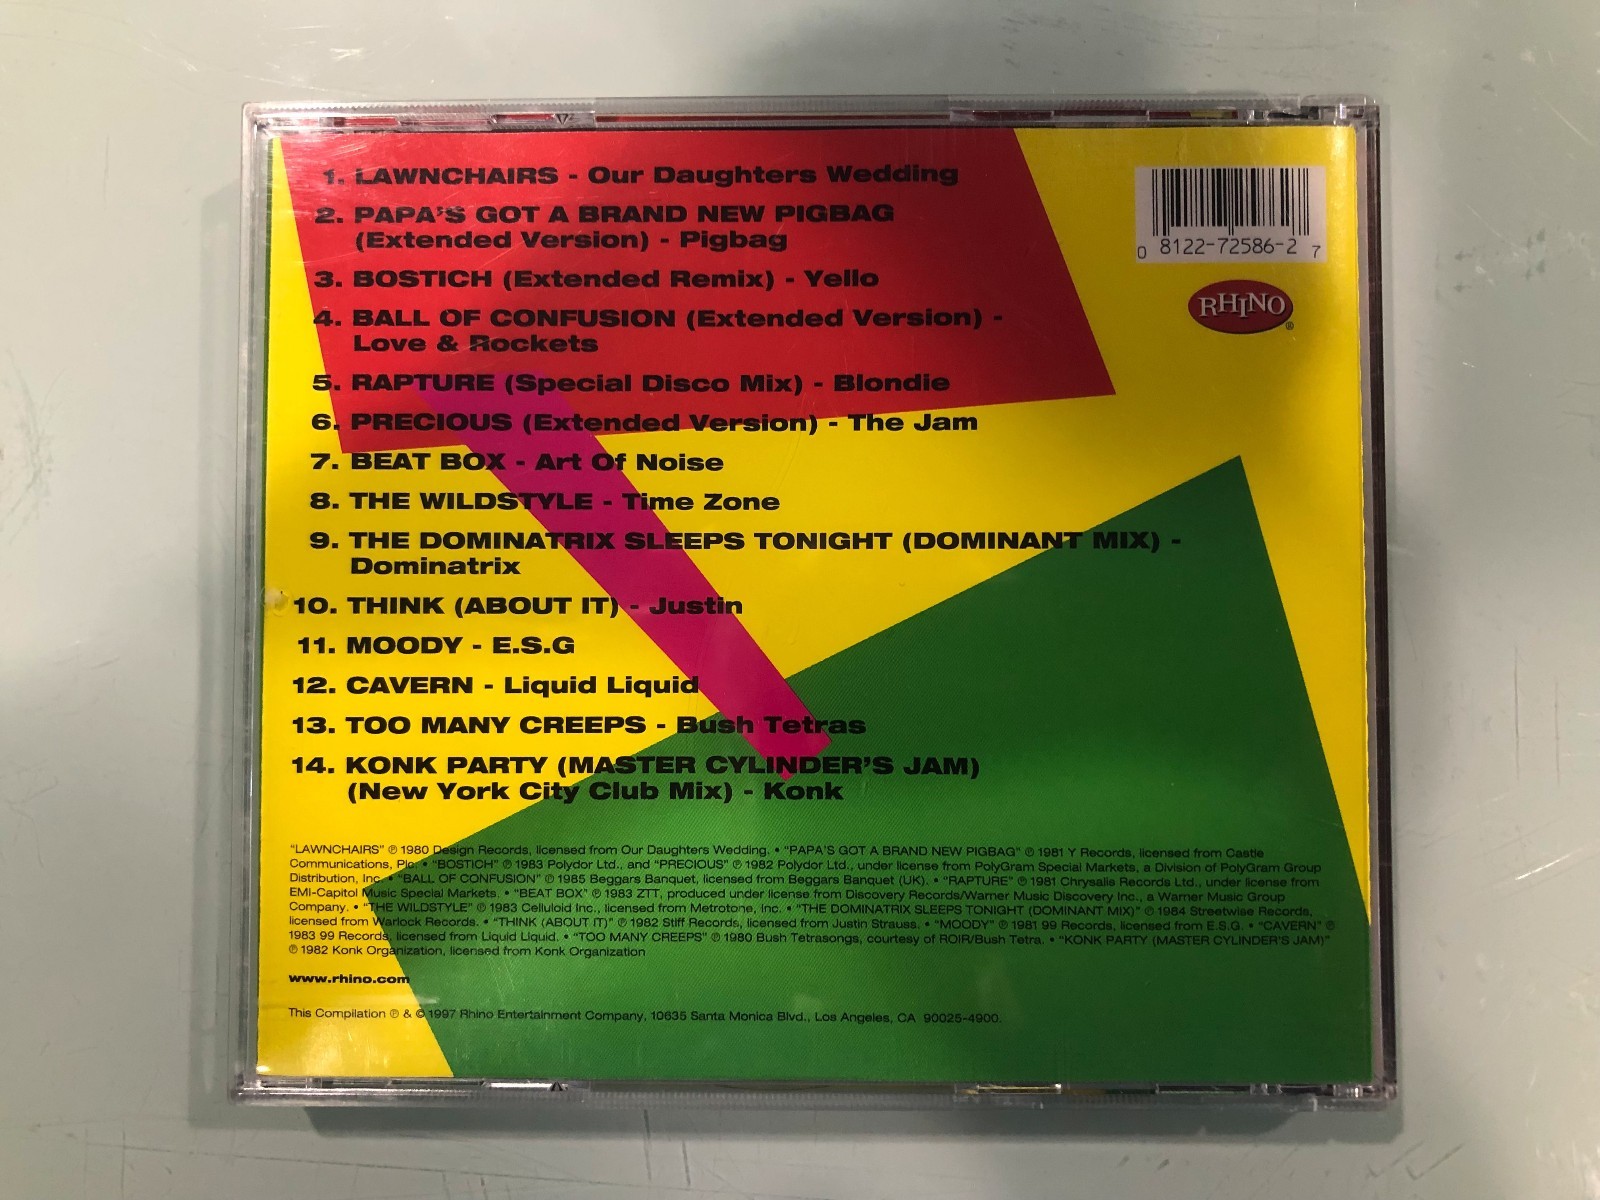 1. LAWNCHAIRS - Our Daughters Wedding
2. PAPA'S GOT A BRAND NEW PIGBAG
(Extended Version) - Pigbag
3. BOSTICH (Extended Remix) - Yello
4. BALL OF CONFUSION (Extended Version) -
Love & Rockets
5. RAPTURE (Special Disco Mix) - Blondie
6. PRECIOUS (Extended Version) - The Jam
7. BEAT BOX - Art Of Noise
8. THE WILDSTYLE - Time Zone
9. THE DOMINATRIX SLEEPS TONIGHT (DOMINANT MIX) -
Dominatrix
10. THINK (ABOUT IT) - Justin
11. MOODY - E.S.G
12. CAVERN - Liquid Liquid
13. TOO MANY CREEPS - Bush Tetras
14. KONK PARTY (MASTER CYLINDER'S JAM)
(New York City Club Mix) - Konk
0 8122-72586-2 7
RHINO®
"LAWNCHAIRS" ℗ 1980 Design Records, licensed from Our Daughters Wedding. • "PAPA'S GOT A BRAND NEW PIGBAG" ℗ 1981 Y Records, licensed from Castle
Communications, Plc. • "BOSTICH" ℗ 1983 Polydor Ltd., and "PRECIOUS" ℗ 1982 Polydor Ltd., under license from PolyGram Special Markets, a Division of PolyGram Group
Distribution, Inc. • "BALL OF CONFUSION" ℗ 1985 Beggars Banquet, licensed from Beggars Banquet (UK). • "RAPTURE" ℗ 1981 Chrysalis Records Ltd., under license from
EMI-Capitol Music Special Markets. • "BEAT BOX" ℗ 1983 ZTT, produced under license from Discovery Records/Warner Music Discovery Inc., a Warner Music Group
Company. • "THE WILDSTYLE" ℗ 1983 Celluloid Inc., licensed from Metrotone, Inc. • "THE DOMINATRIX SLEEPS TONIGHT (DOMINANT MIX)" ℗ 1984 Streetwise Records,
licensed from Warlock Records. • "THINK (ABOUT IT)" ℗ 1982 Stiff Records, licensed from Justin Strauss. • "MOODY" ℗ 1981 99 Records, licensed from E.S.G. • "CAVERN" ℗
1983 99 Records, licensed from Liquid Liquid. • "TOO MANY CREEPS" ℗ 1980 Bush Tetrasongs, courtesy of ROIR/Bush Tetra. • "KONK PARTY (MASTER CYLINDER'S JAM)"
℗ 1982 Konk Organization, licensed from Konk Organization
www.rhino.com
This Compilation ℗ & © 1997 Rhino Entertainment Company, 10635 Santa Monica Blvd., Los Angeles, CA 90025-4900.